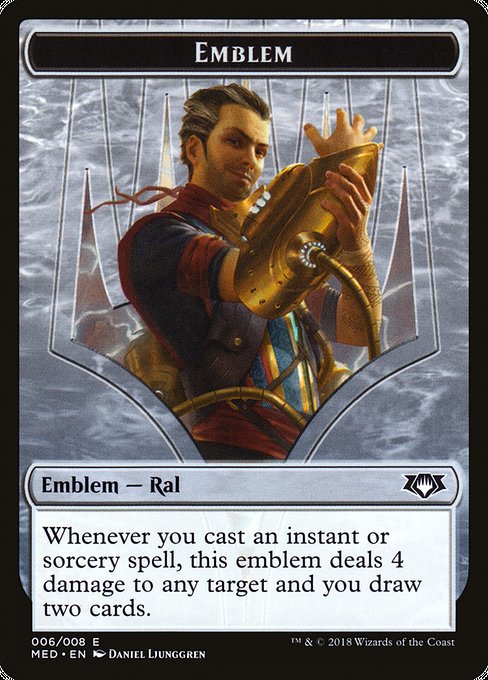 Emblem
Emblem — Ral
Whenever you cast an instant or
sorcery spell, this emblem deals 4
damage to any target and you draw
two cards.
006/008 E
MED • EN Daniel Ljunggren
™ & © 2018 Wizards of the Coast